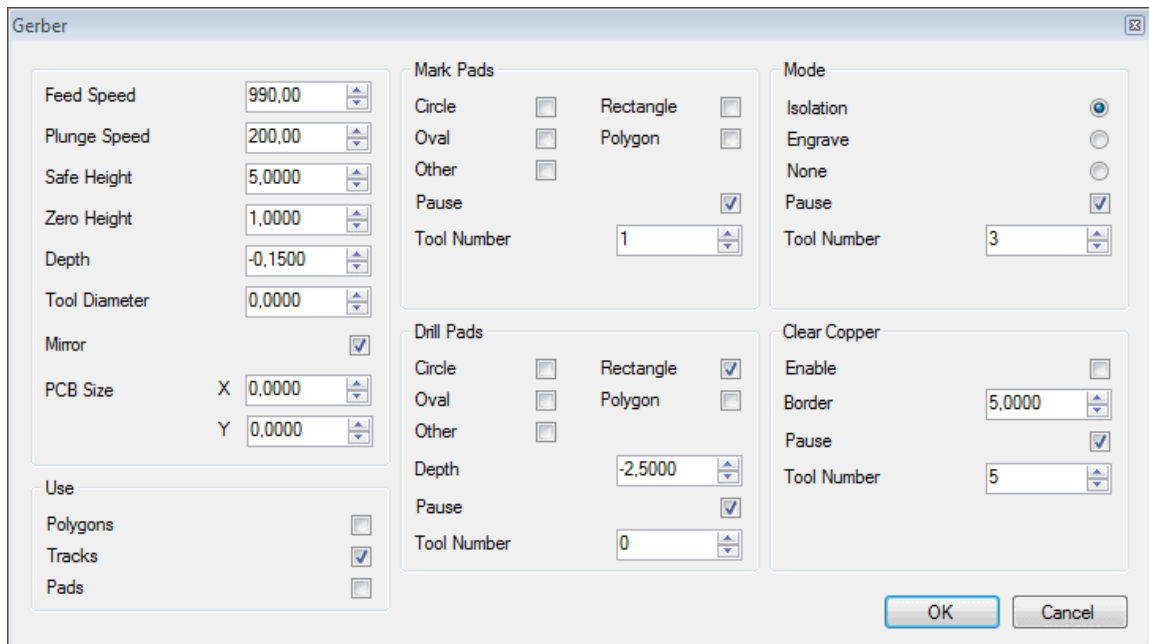 Gerber
Feed Speed 990,00
Plunge Speed 200,00
Safe Height 5,0000
Zero Height 1,0000
Depth -0,1500
Tool Diameter 0,0000
Mirror
PCB Size X 0,0000
Y 0,0000
Use
Polygons
Tracks
Pads
Mark Pads
Circle Rectangle
Oval Polygon
Other
Pause
Tool Number 1
Drill Pads
Circle Rectangle
Oval Polygon
Other
Depth -2,5000
Pause
Tool Number 0
Mode
Isolation
Engrave
None
Pause
Tool Number 3
Clear Copper
Enable
Border 5,0000
Pause
Tool Number 5
OK Cancel